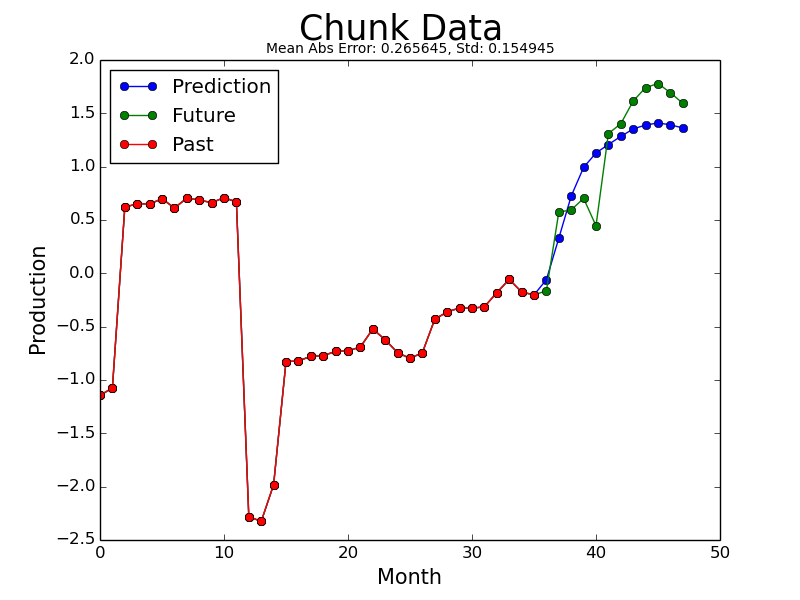 Chunk Data
Mean Abs Error: 0.265645, Std: 0.154945
Prediction
Future
Past
2.0
1.5
1.0
0.5
0.0
−0.5
−1.0
−1.5
−2.0
−2.5
Production
0 10 20 30 40 50
Month